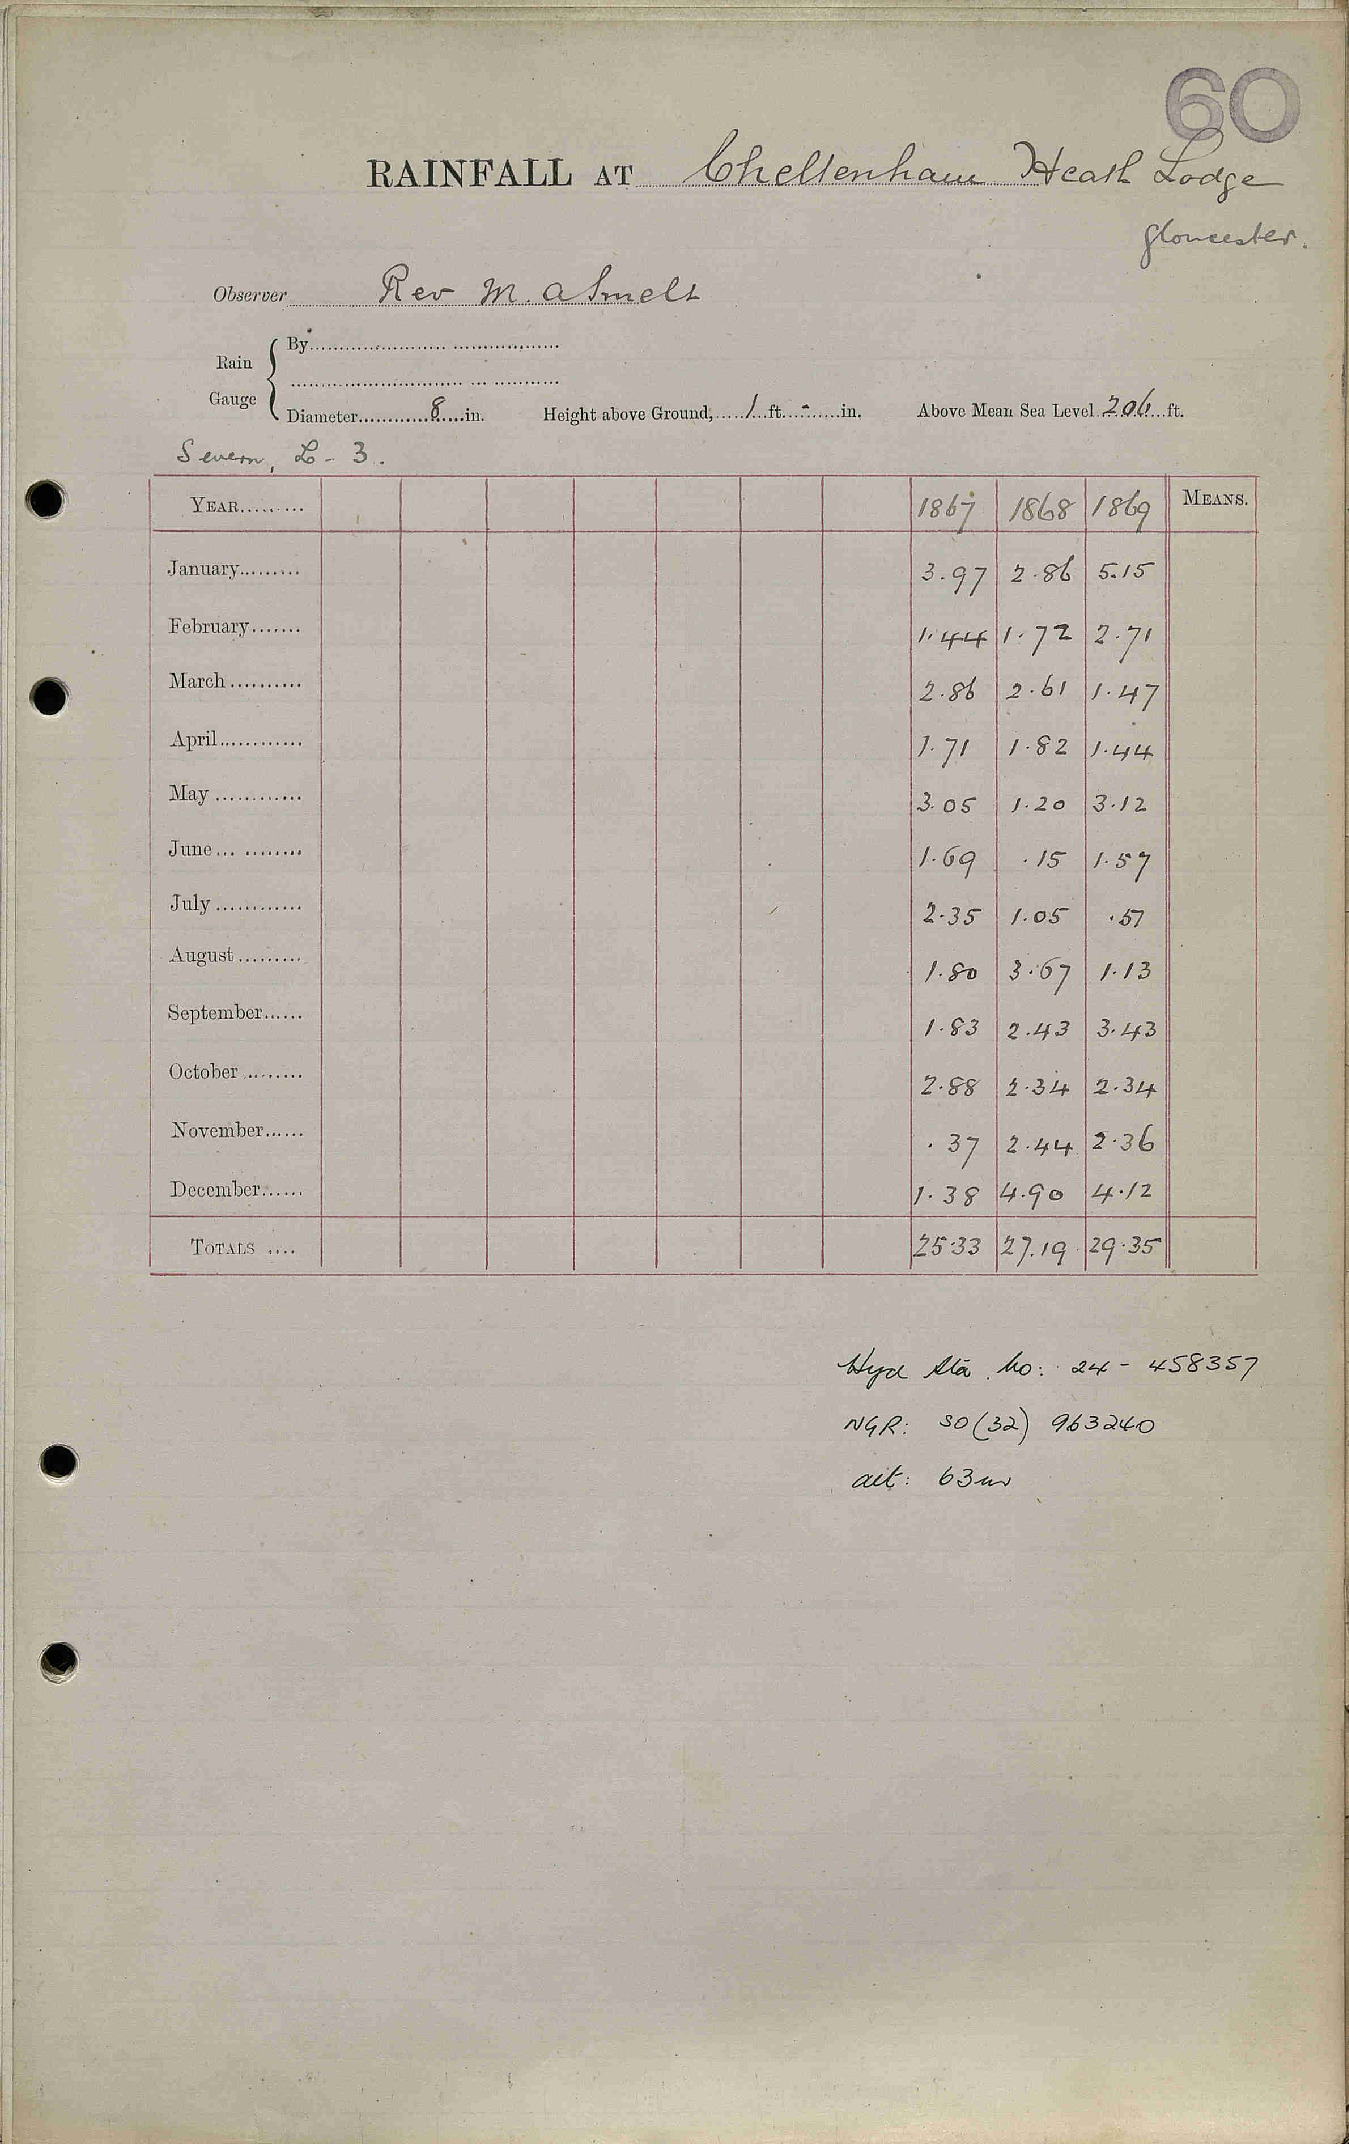 60
RAINFALL AT Cheltenham Heath Lodge
Gloucester.
Observer Rev M. A Smelt
Rain Gauge { By
Diameter 8 in. Height above Ground, 1 ft. - in. Above Mean Sea Level 206 ft.
Severn, L - 3.
YEAR 1867 1868 1869 MEANS.
January 3.97 2.86 5.15
February 1.44 1.72 2.71
March 2.86 2.61 1.47
April 1.71 1.82 1.44
May 3.05 1.20 3.12
June 1.69 .15 1.57
July 2.35 1.05 .51
August 1.80 3.67 1.13
September 1.83 2.43 3.43
October 2.88 2.34 2.34
November .37 2.44 2.36
December 1.38 4.90 4.12
TOTALS 25.33 27.19 29.35
Hyd Sta. No: 24 - 458357
NGR: SO (32) 963240
alt: 63m